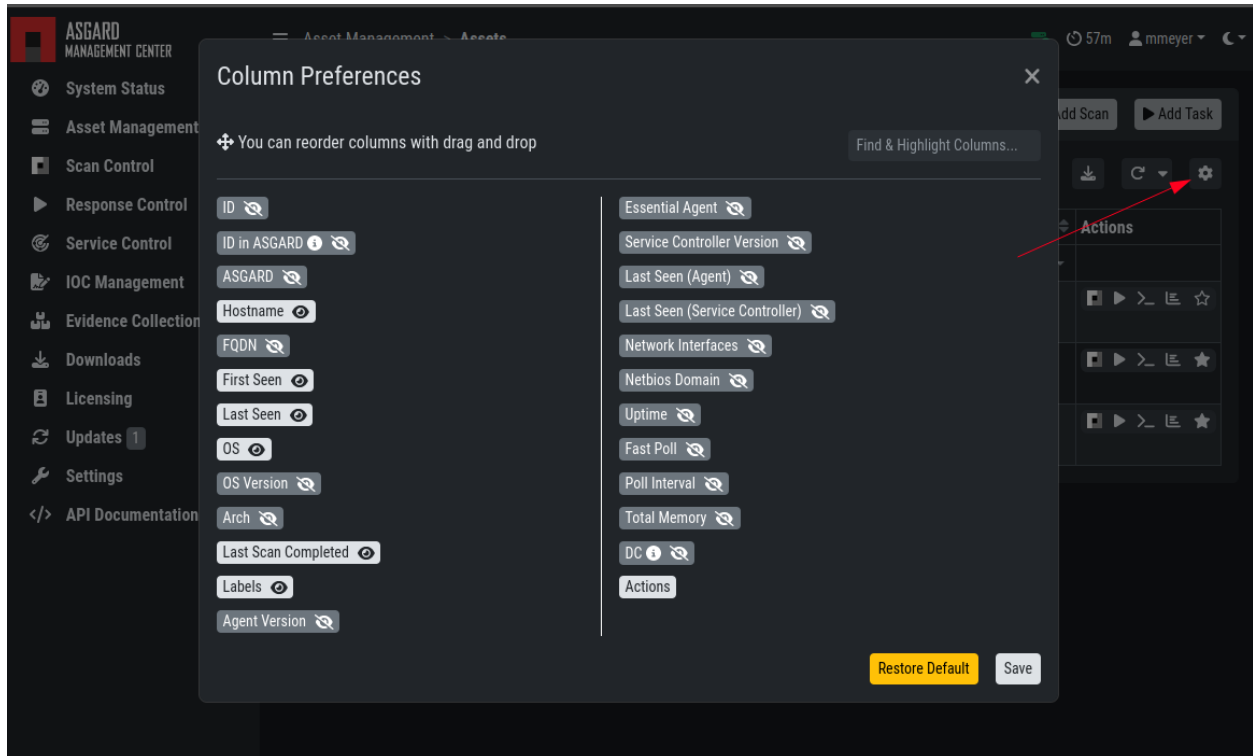 ASGARD
MANAGEMENT CENTER
Asset Management > Assets
57m
mmeyer
System Status
Asset Management
Scan Control
Response Control
Service Control
IOC Management
Evidence Collection
Downloads
Licensing
Updates 1
Settings
API Documentation
Add Scan
Add Task
Actions
Column Preferences
You can reorder columns with drag and drop
Find & Highlight Columns...
ID
ID in ASGARD
ASGARD
Hostname
FQDN
First Seen
Last Seen
OS
OS Version
Arch
Last Scan Completed
Labels
Agent Version
Essential Agent
Service Controller Version
Last Seen (Agent)
Last Seen (Service Controller)
Network Interfaces
Netbios Domain
Uptime
Fast Poll
Poll Interval
Total Memory
DC
Actions
Restore Default
Save